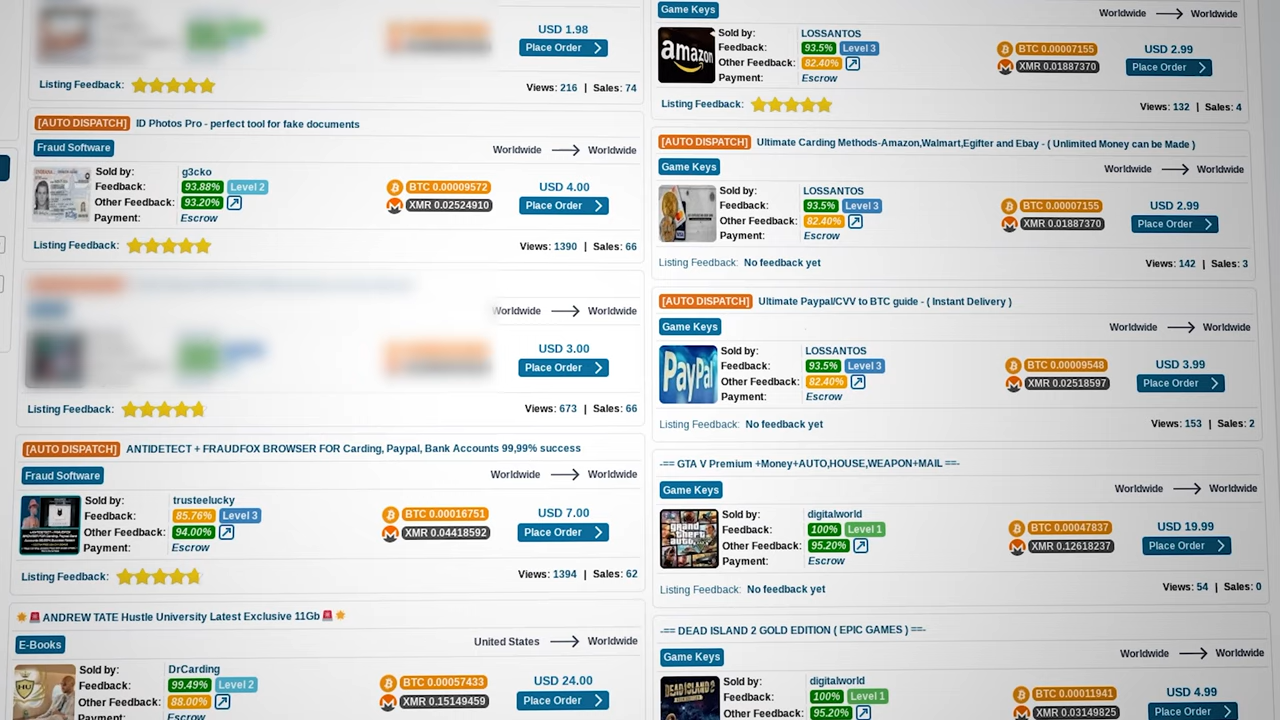 USD 1.98
Place Order
Listing Feedback:
Views: 216 | Sales: 74
[AUTO DISPATCH] ID Photos Pro - perfect tool for fake documents
Fraud Software
Worldwide Worldwide
Sold by: g3cko
Feedback: 93.88% Level 2
Other Feedback: 93.20%
Payment: Escrow
BTC 0.00009572
XMR 0.02524910
USD 4.00
Place Order
Listing Feedback:
Views: 1390 | Sales: 66
Worldwide Worldwide
USD 3.00
Place Order
Listing Feedback:
Views: 673 | Sales: 66
[AUTO DISPATCH] ANTIDETECT + FRAUDFOX BROWSER FOR Carding, Paypal, Bank Accounts 99,99% success
Fraud Software
Worldwide Worldwide
Sold by: trusteelucky
Feedback: 85.76% Level 3
Other Feedback: 94.00%
Payment: Escrow
BTC 0.00016751
XMR 0.04418592
USD 7.00
Place Order
Listing Feedback:
Views: 1394 | Sales: 62
ANDREW TATE Hustle University Latest Exclusive 11Gb
E-Books
United States Worldwide
HU
Sold by: DrCarding
Feedback: 99.49% Level 2
Other Feedback: 88.00%
Payment: Escrow
BTC 0.00057433
XMR 0.15149459
USD 24.00
Place Order
Game Keys
Worldwide Worldwide
amazon
Sold by: LOSSANTOS
Feedback: 93.5% Level 3
Other Feedback: 82.40%
Payment: Escrow
BTC 0.00007155
XMR 0.01887370
USD 2.99
Place Order
Listing Feedback:
Views: 132 | Sales: 4
[AUTO DISPATCH] Ultimate Carding Methods-Amazon,Walmart,Egifter and Ebay - ( Unlimited Money can be Made )
Game Keys
Worldwide Worldwide
Sold by: LOSSANTOS
Feedback: 93.5% Level 3
Other Feedback: 82.40%
Payment: Escrow
BTC 0.00007155
XMR 0.01887370
USD 2.99
Place Order
Listing Feedback: No feedback yet
Views: 142 | Sales: 3
[AUTO DISPATCH] Ultimate Paypal/CVV to BTC guide - ( Instant Delivery )
Game Keys
Worldwide Worldwide
PayPal
Sold by: LOSSANTOS
Feedback: 93.5% Level 3
Other Feedback: 82.40%
Payment: Escrow
BTC 0.00009548
XMR 0.02518597
USD 3.99
Place Order
Listing Feedback: No feedback yet
Views: 153 | Sales: 2
-== GTA V Premium +Money+AUTO,HOUSE,WEAPON+MAIL ==-
Game Keys
Worldwide Worldwide
grand theft auto
Sold by: digitalworld
Feedback: 100% Level 1
Other Feedback: 95.20%
Payment: Escrow
BTC 0.00047837
XMR 0.12618237
USD 19.99
Place Order
Listing Feedback: No feedback yet
Views: 54 | Sales: 0
-== DEAD ISLAND 2 GOLD EDITION ( EPIC GAMES ) ==-
Game Keys
Worldwide Worldwide
DEAD ISLAND 2
Sold by: digitalworld
Feedback: 100% Level 1
Other Feedback: 95.20%
BTC 0.00011941
XMR 0.03149825
USD 4.99
Place Order